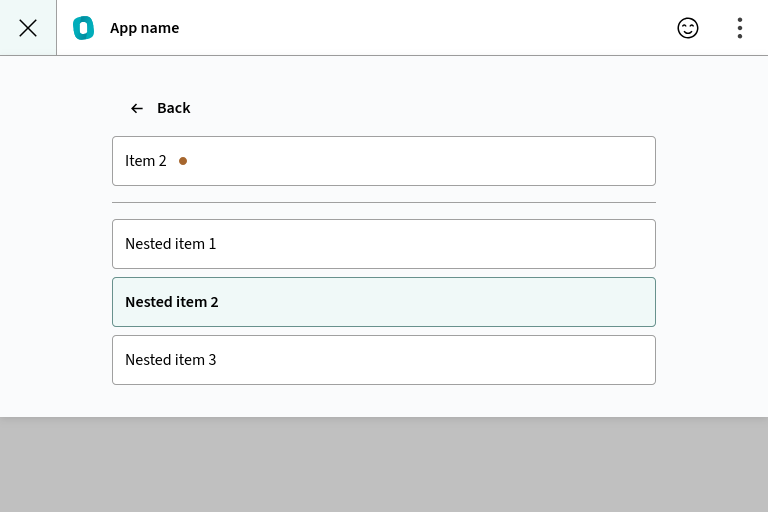 App name
Back
Item 2
Nested item 1
Nested item 2
Nested item 3